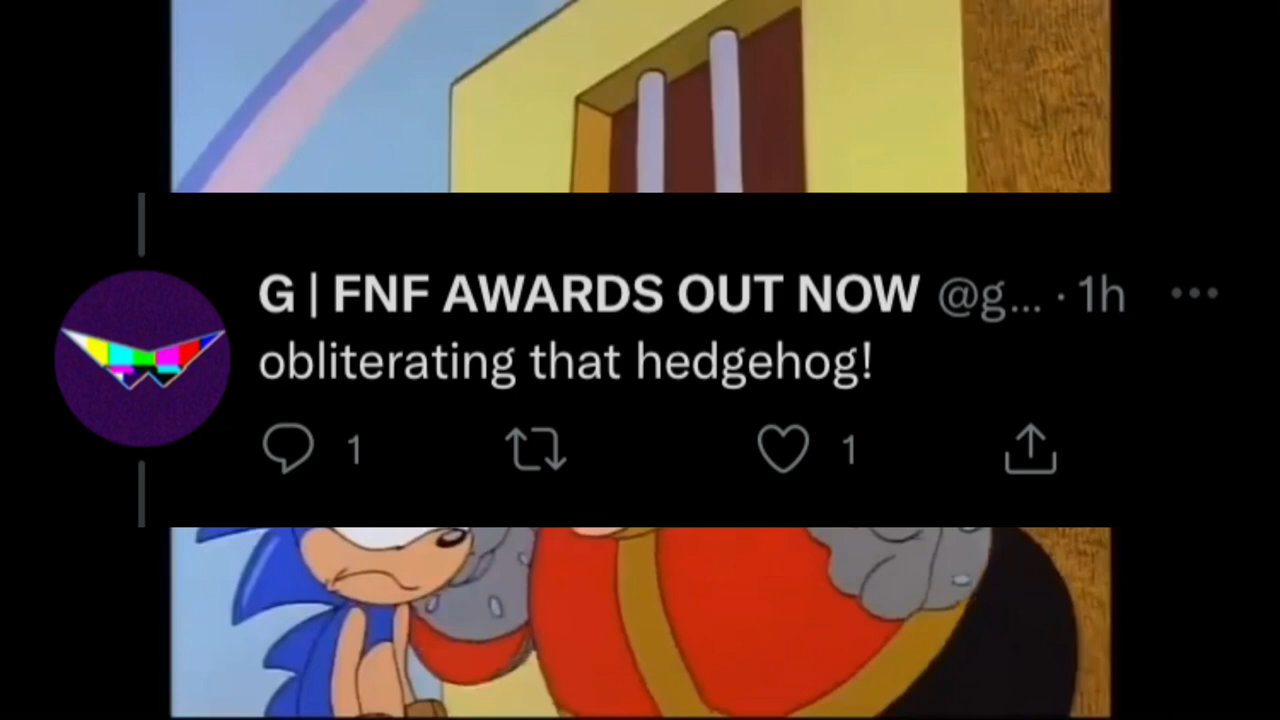 G | FNF AWARDS OUT NOW @g... · 1h
obliterating that hedgehog!
1 1